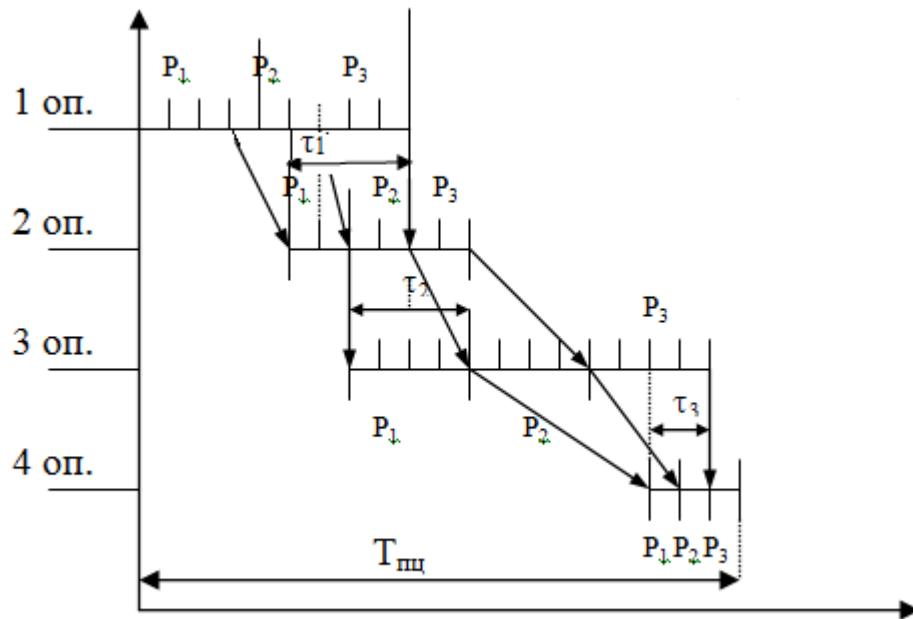 P₁ P₂ P₃
1 оп.
τ₁
P₁ P₂ P₃
2 оп.
τ₂
P₃
3 оп.
P₁ P₂ τ₃
4 оп.
P₁ P₂ P₃
Tпц